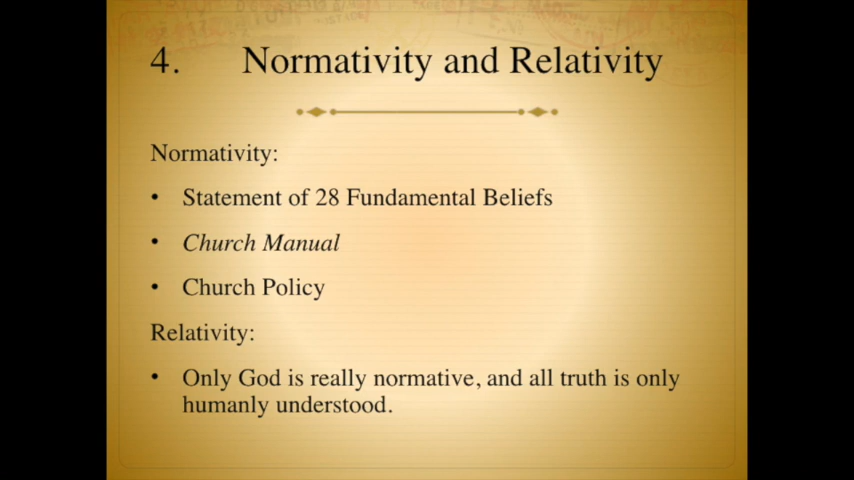 4. Normativity and Relativity
Normativity:
• Statement of 28 Fundamental Beliefs
• Church Manual
• Church Policy
Relativity:
• Only God is really normative, and all truth is only
humanly understood.